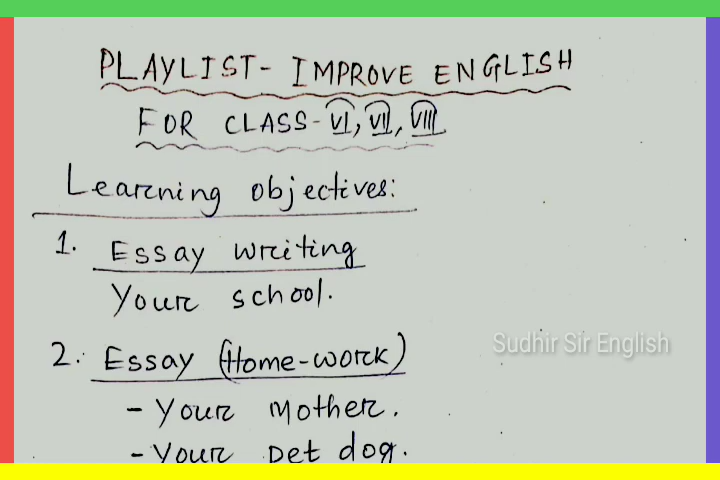 PLAYLIST- IMPROVE ENGLISH
FOR CLASS- VI, VII, VIII
Learning objectives:
1. Essay writing
Your school.
2. Essay (Home-work)
Sudhir Sir English
- Your Mother.
- Your pet dog.